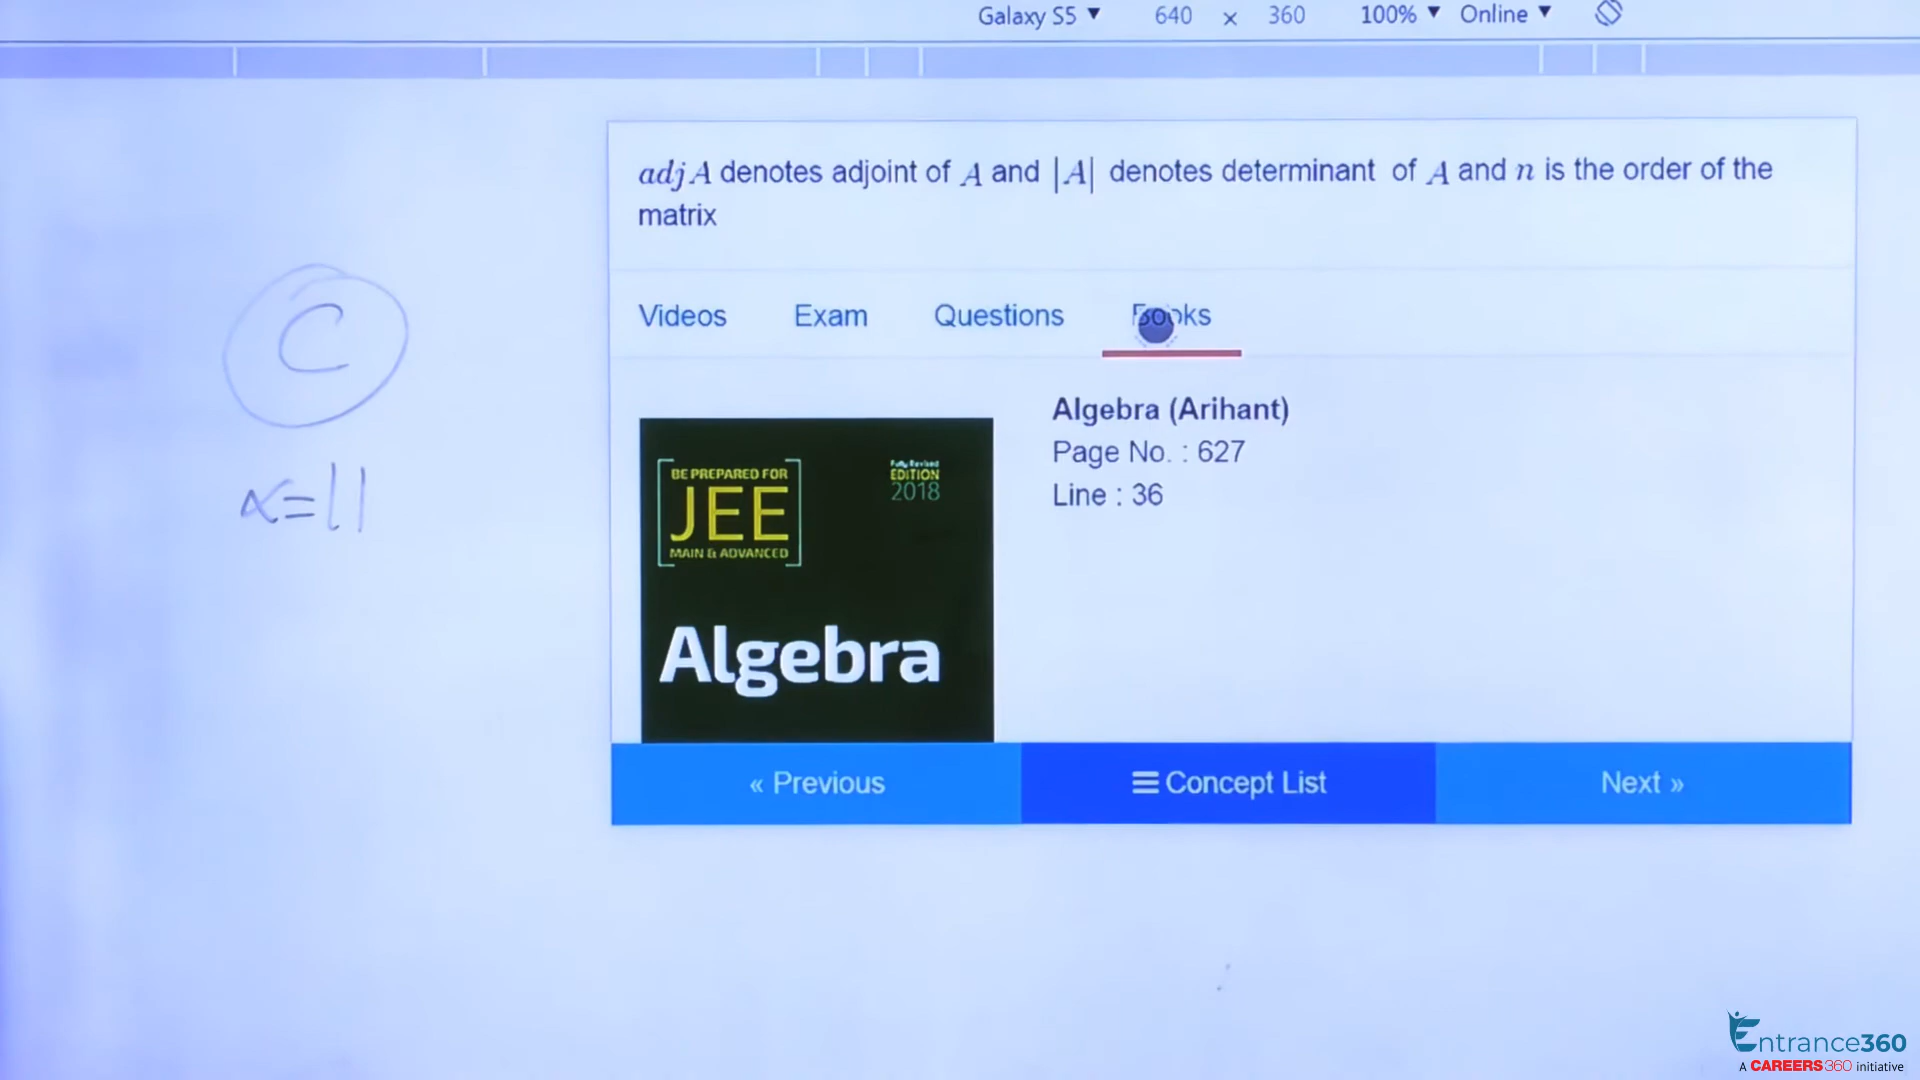 Galaxy S5 ▼ 640 x 360 100% ▼ Online ▼
adj A denotes adjoint of A and |A| denotes determinant of A and n is the order of the
matrix
Videos Exam Questions Books
C
α=11
Algebra (Arihant)
Page No. : 627
Line : 36
BE PREPARED FOR
JEE
MAIN & ADVANCED
Fully Revised
EDITION
2018
Algebra
« Previous
☰ Concept List
Next »
Entrance360
A CAREERS360 initiative